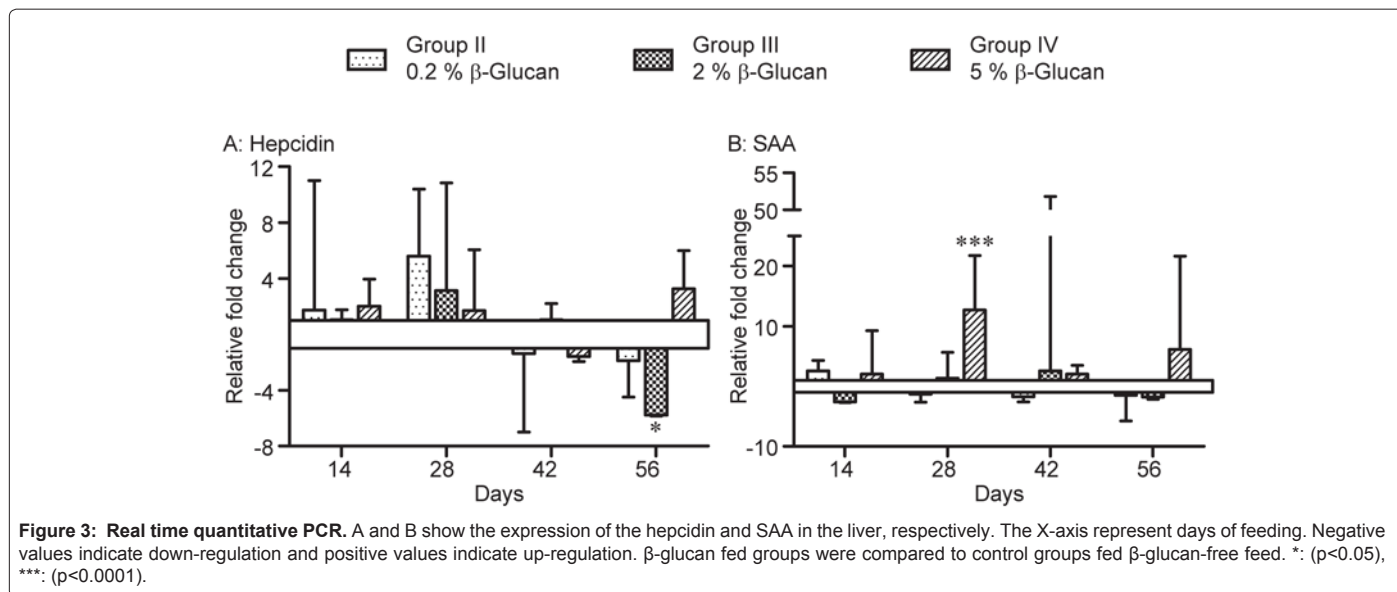 Group II
0.2 % β-Glucan
Group III
2 % β-Glucan
Group IV
5 % β-Glucan
A: Hepcidin
Relative fold change
12
8
4
-4
-8
*
14
28
42
56
Days
B: SAA
Relative fold change
55
50
20
10
-10
***
14
28
42
56
Days
Figure 3: Real time quantitative PCR. A and B show the expression of the hepcidin and SAA in the liver, respectively. The X-axis represent days of feeding. Negative
values indicate down-regulation and positive values indicate up-regulation. β-glucan fed groups were compared to control groups fed β-glucan-free feed. *: (p<0.05),
***: (p<0.0001).